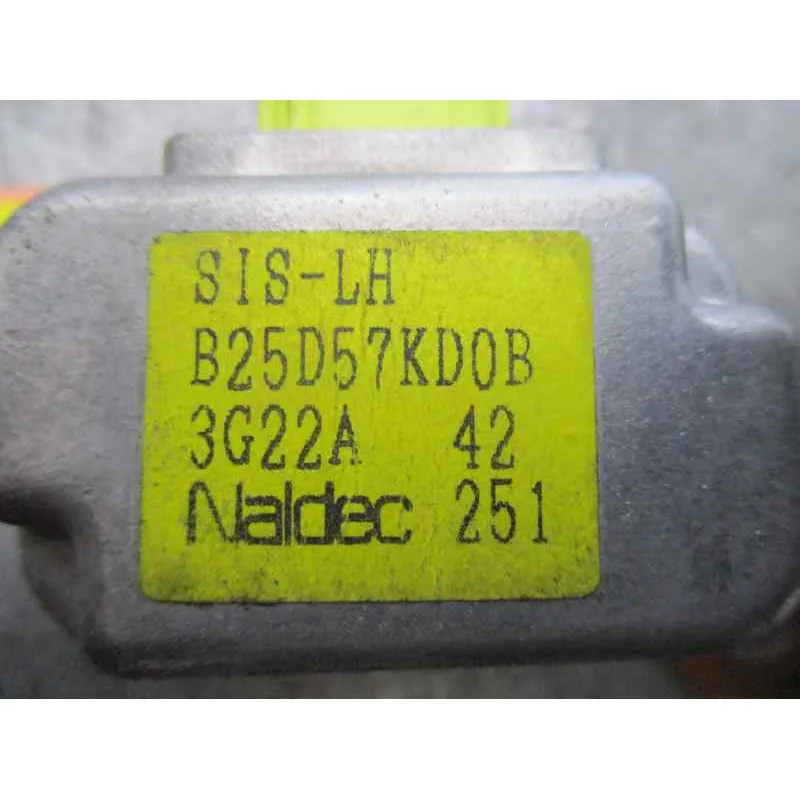 SIS-LH
B25D57KD0B
3G22A 42
Naldec 251